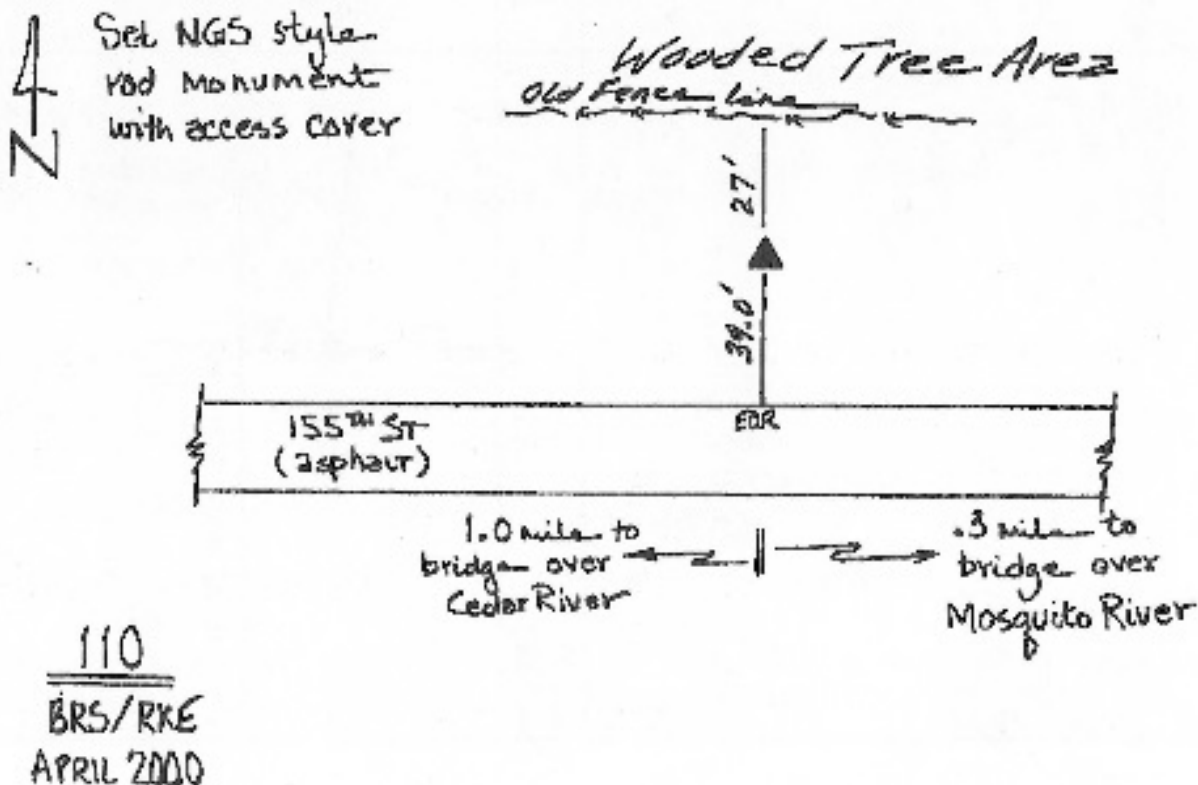 Set NGS style
rod monument
with access cover
N
Wooded Tree Area
Old Fence line
27'
39.0'
EOR
155TH ST
(asphalt)
1.0 mile to
bridge over
Cedar River
.3 mile to
bridge over
Mosquito River
110
BRS/RKE
APRIL 2000